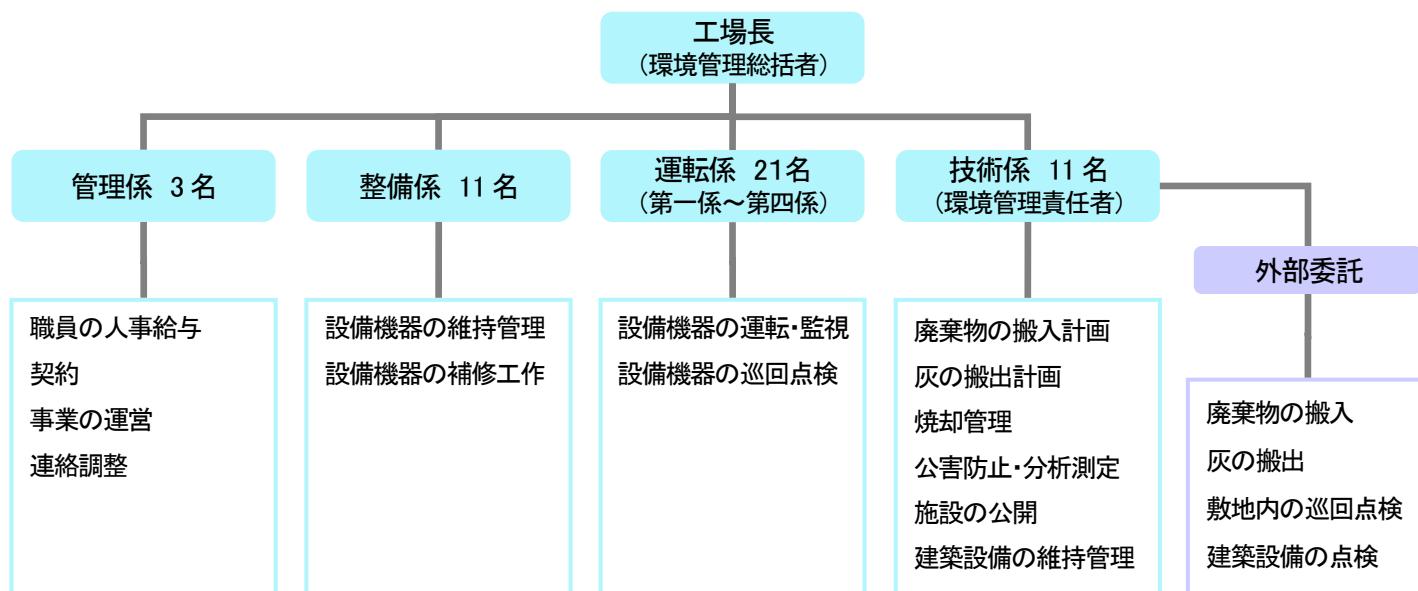 工場長
（環境管理総括者）
管理係 3 名
整備係 11 名
運転係 21名
（第一係～第四係）
技術係 11 名
（環境管理責任者）
外部委託
職員の人事給与
契約
事業の運営
連絡調整
設備機器の維持管理
設備機器の補修工作
設備機器の運転・監視
設備機器の巡回点検
廃棄物の搬入計画
灰の搬出計画
焼却管理
公害防止・分析測定
施設の公開
建築設備の維持管理
廃棄物の搬入
灰の搬出
敷地内の巡回点検
建築設備の点検